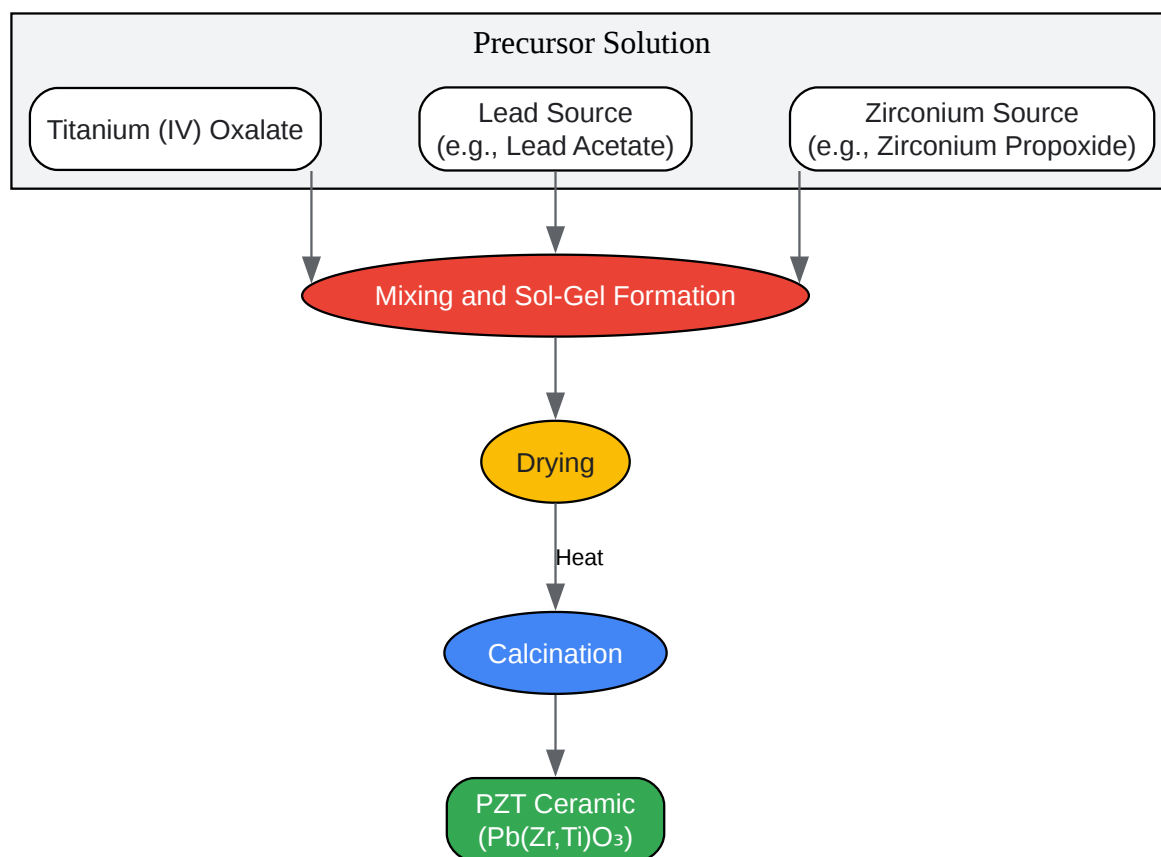 Precursor Solution
Titanium (IV) Oxalate
Lead Source
(e.g., Lead Acetate)
Zirconium Source
(e.g., Zirconium Propoxide)
Mixing and Sol-Gel Formation
Drying
Heat
Calcination
PZT Ceramic
(Pb(Zr,Ti)O₃)